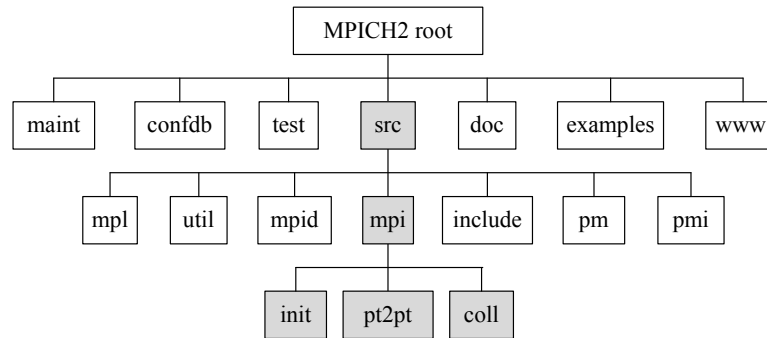 MPICH2 root
maint confdb test src doc examples www
mpl util mpid mpi include pm pmi
init pt2pt coll